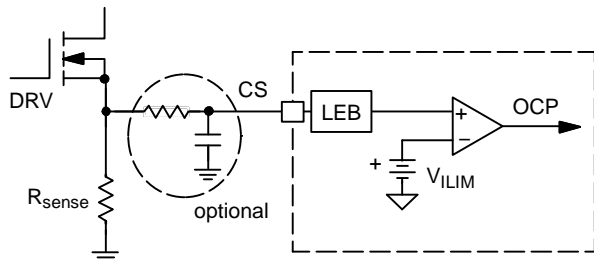 DRV
CS
LEB
OCP
+
−
+
V_ILIM
R_sense
optional